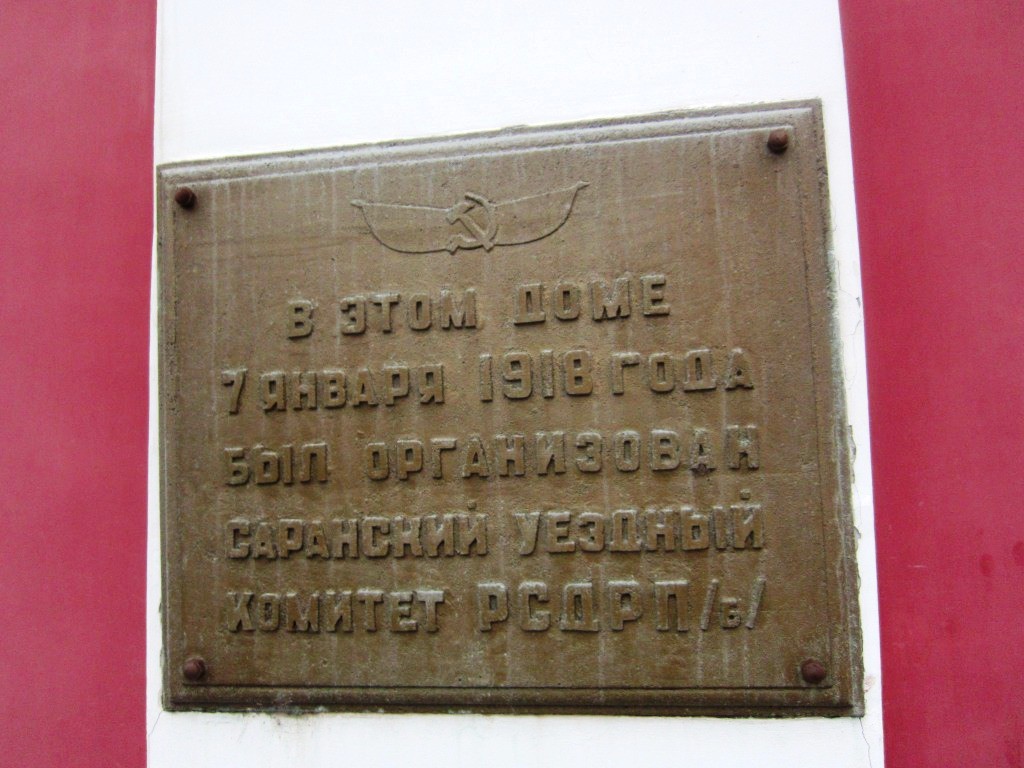 В ЭТОМ ДОМЕ
7 ЯНВАРЯ 1918 ГОДА
БЫЛ ОРГАНИЗОВАН
САРАНСКИЙ УЕЗДНЫЙ
КОМИТЕТ РСДРП /Б/